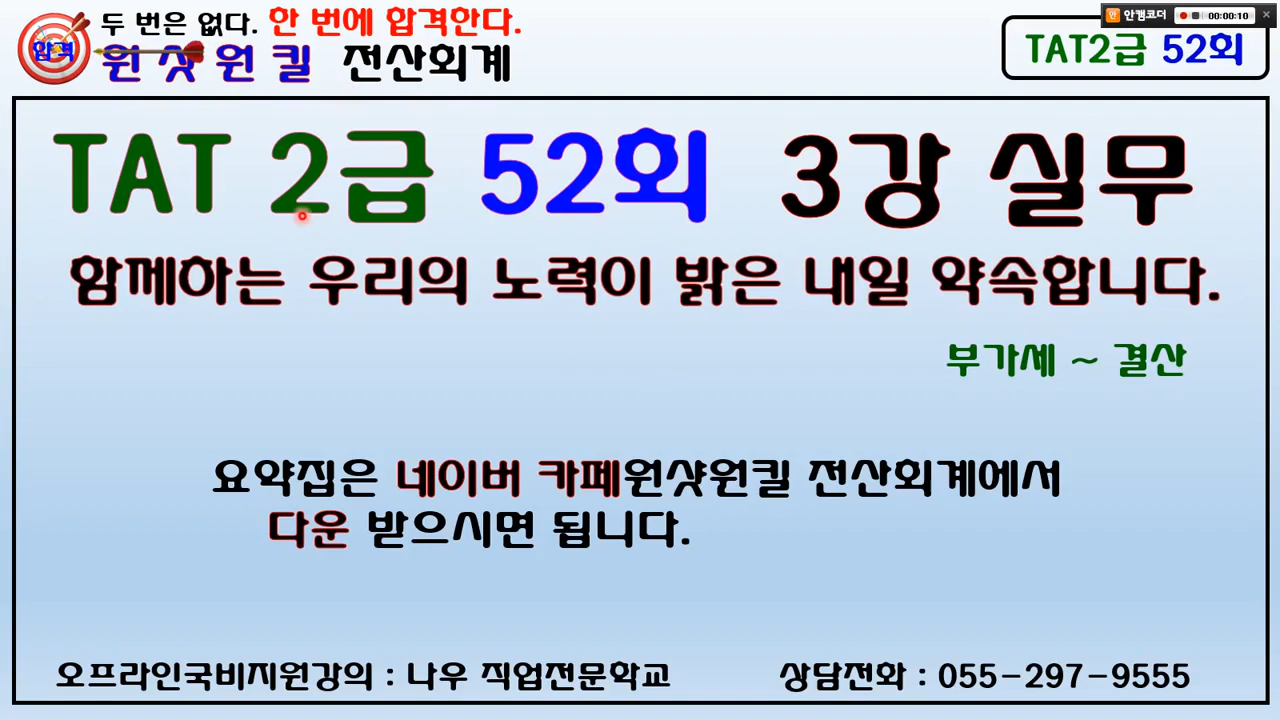 두 번은 없다. 한 번에 합격한다.
합격
원 샷 원 킬 전산회계
안캠코더
00:00:10
TAT2급 52회
TAT 2급 52회 3강 실무
함께하는 우리의 노력이 밝은 내일 약속합니다.
부가세 ~ 결산
요약집은 네이버 카페원샷원킬 전산회계에서
다운 받으시면 됩니다.
오프라인국비지원강의 : 나우 직업전문학교
상담전화 : 055-297-9555